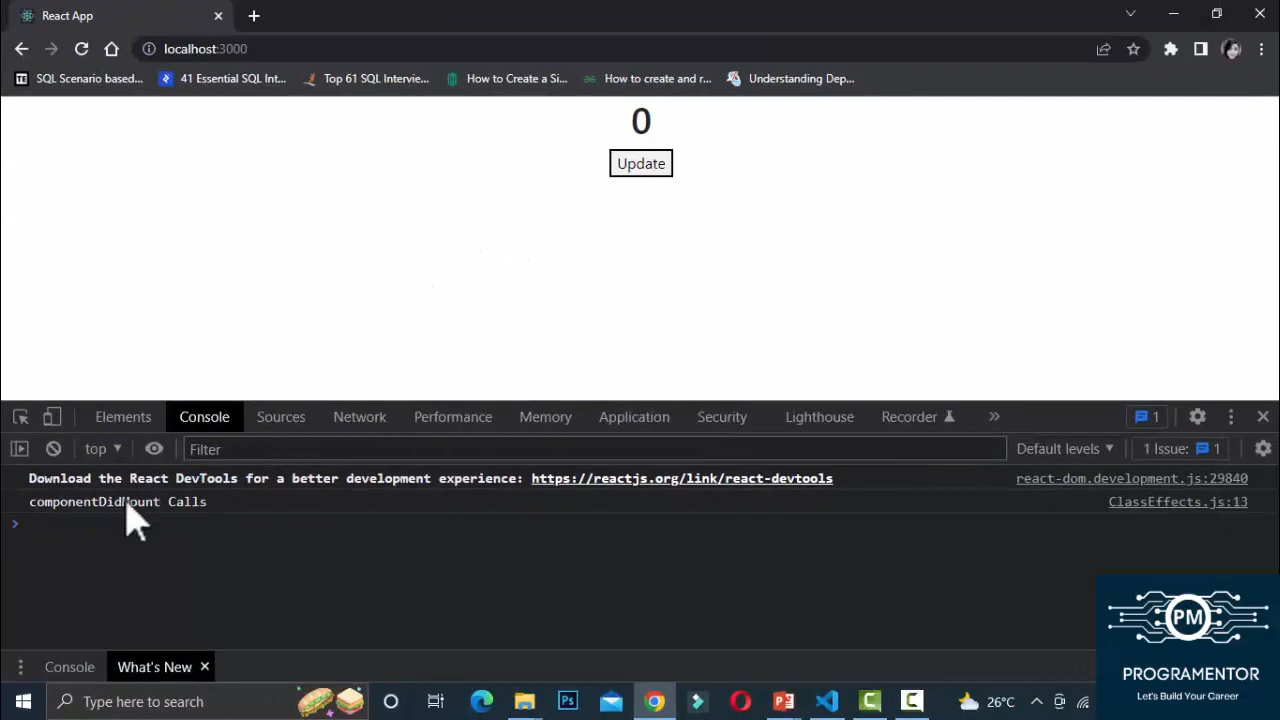 React App
localhost:3000
SQL Scenario based...
41 Essential SQL Int...
Top 61 SQL Intervie...
How to Create a Si...
How to create and r...
Understanding Dep...
0
Update
Elements Console Sources Network Performance Memory Application Security Lighthouse Recorder 1
top Filter Default levels 1 Issue: 1
Download the React DevTools for a better development experience: https://reactjs.org/link/react-devtools react-dom.development.js:29840
componentDidMount Calls ClassEffects.js:13
Console What's New
Type here to search
Ps
26°C
PM
PROGRAMENTOR
Let's Build Your Career